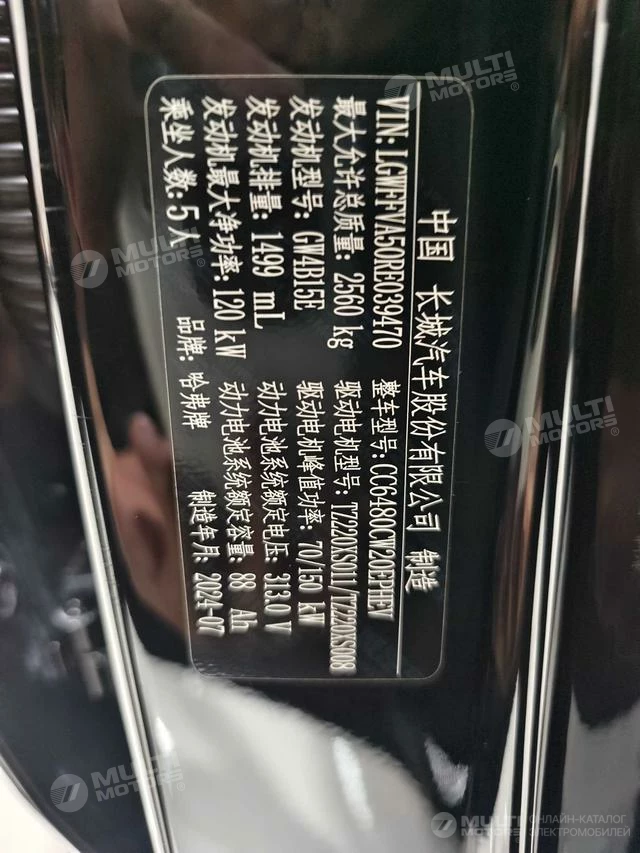 中国 长城汽车股份有限公司 制造
VIN: LGWFFVA50RE039470 整车型号: CC6480CW20EPHEV
最大允许总质量: 2560 kg 驱动电机型号: TZ220XS011/TZ220XS088
发动机型号: GW4B15E 驱动电机峰值功率: 70/150 kW
发动机排量: 1499 mL 动力电池系统额定电压: 313.0 V
发动机最大净功率: 120 kW 动力电池系统额定容量: 88 Ah
乘坐人数: 5人 品牌: 哈弗牌 制造年月: 2024-07
MULTI MOTORS®
MULTI MOTORS®
MULTI MOTORS®
MULTI MOTORS®
MULTI ОНЛАЙН-КАТАЛОГ
MOTORS ЭЛЕКТРОМОБИЛЕЙ